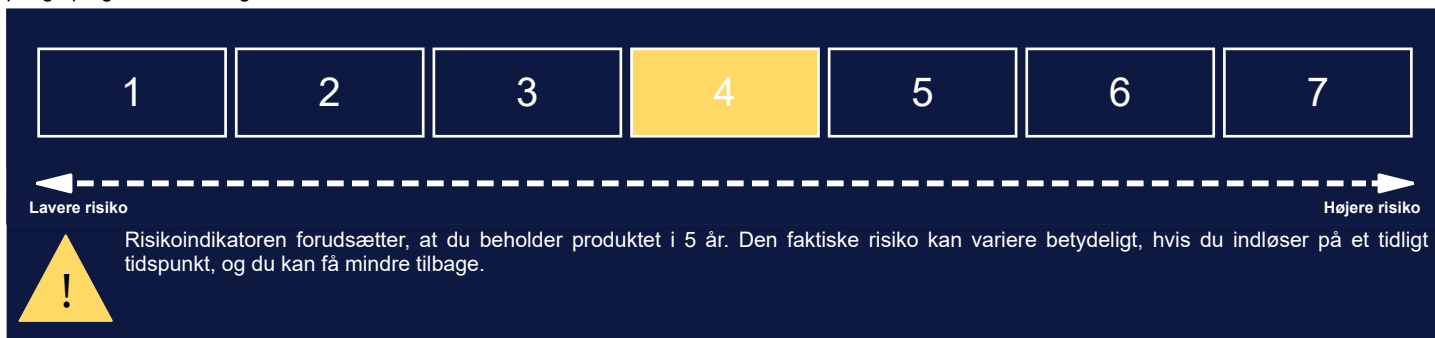 1 2 3 4 5 6 7
Lavere risiko Højere risiko
Risikoindikatoren forudsætter, at du beholder produktet i 5 år. Den faktiske risiko kan variere betydeligt, hvis du indløser på et tidligt
tidspunkt, og du kan få mindre tilbage.
!